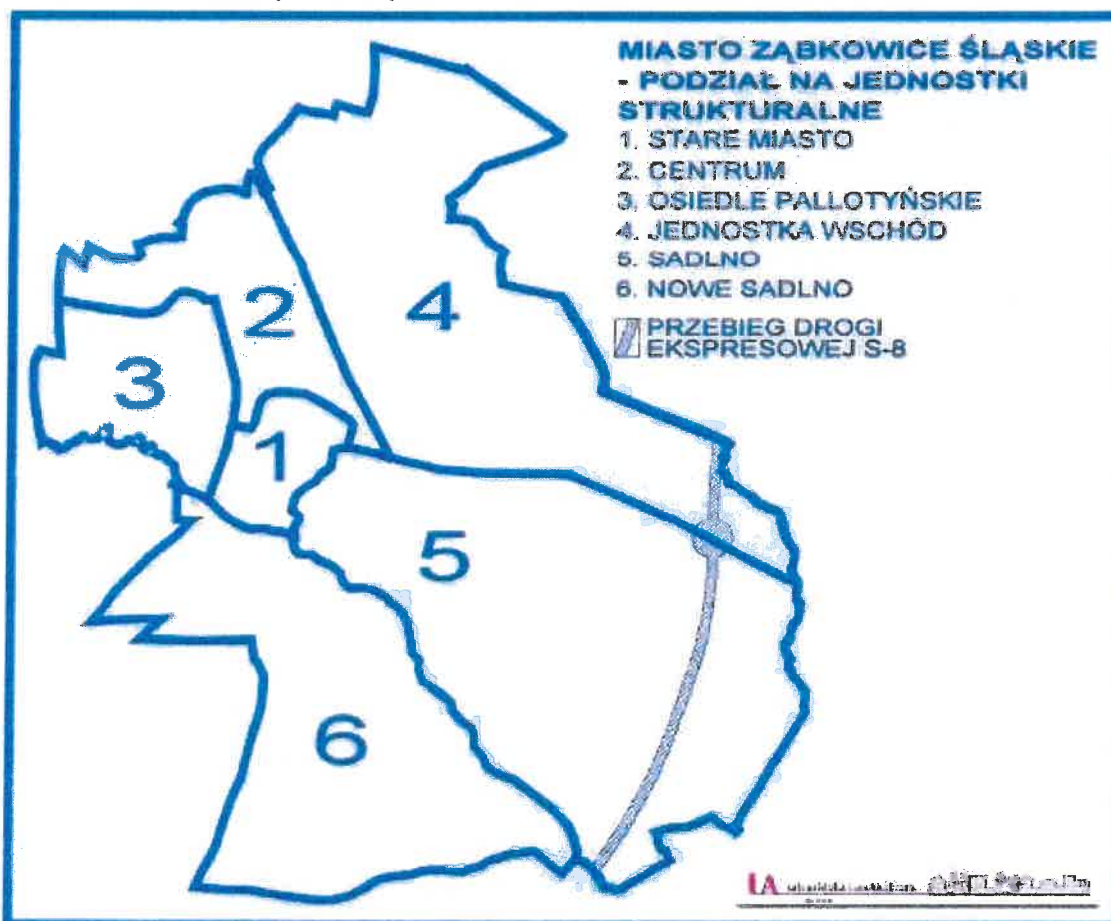 MIASTO ZĄBKOWICE ŚLĄSKIE
- PODZIAŁ NA JEDNOSTKI
STRUKTURALNE
1. STARE MIASTO
2. CENTRUM
3. OSIEDLE PALLOTYŃSKIE
4. JEDNOSTKA WSCHÓD
5. SADLNO
6. NOWE SADLNO
PRZEBIEG DROGI
EKSPRESOWEJ S-8
2
4
3
1
5
6